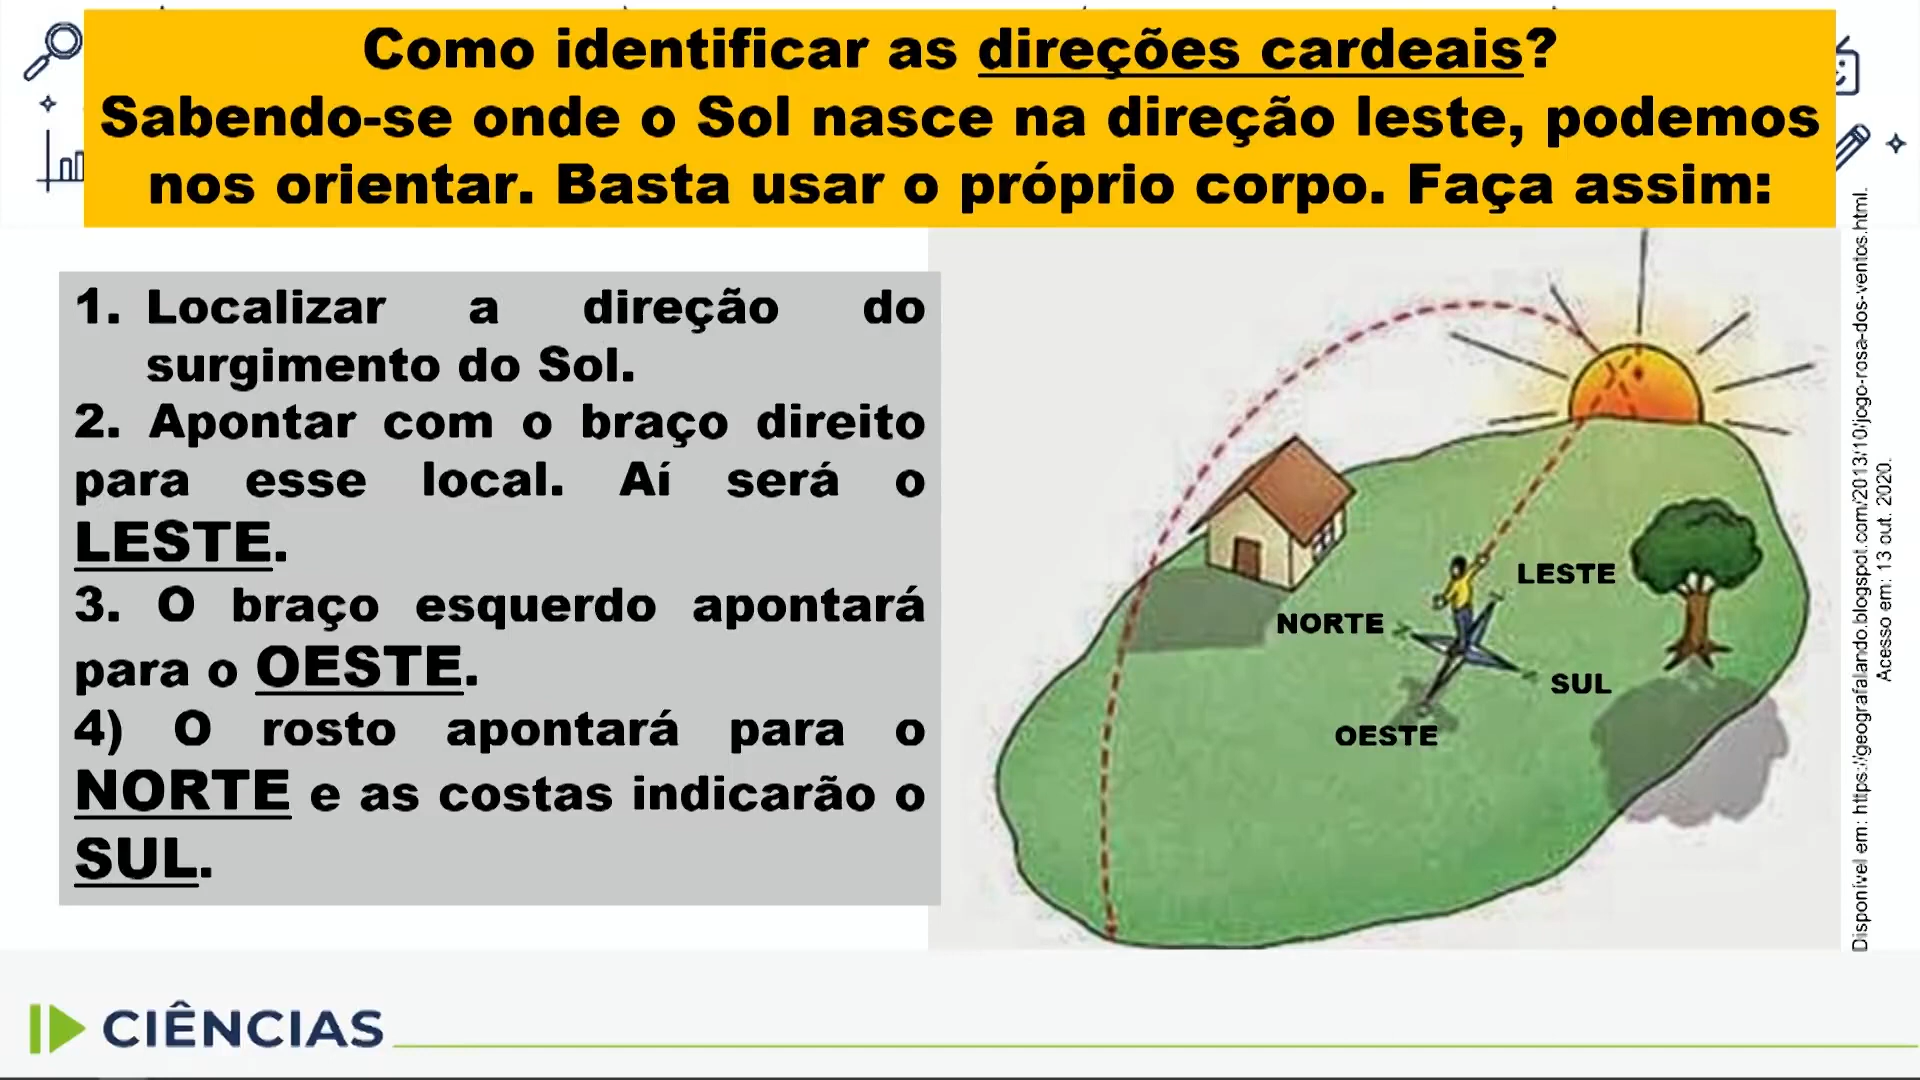 Como identificar as direções cardeais?
Sabendo-se onde o Sol nasce na direção leste, podemos
nos orientar. Basta usar o próprio corpo. Faça assim:
1. Localizar a direção do
surgimento do Sol.
2. Apontar com o braço direito
para esse local. Aí será o
LESTE.
3. O braço esquerdo apontará
para o OESTE.
4) O rosto apontará para o
NORTE e as costas indicarão o
SUL.
LESTE
NORTE
SUL
OESTE
Disponível em: https://geografalando.blogspot.com/2013/10/jogo-rosa-dos-ventos.html.
Acesso em: 13 out. 2020.
CIÊNCIAS